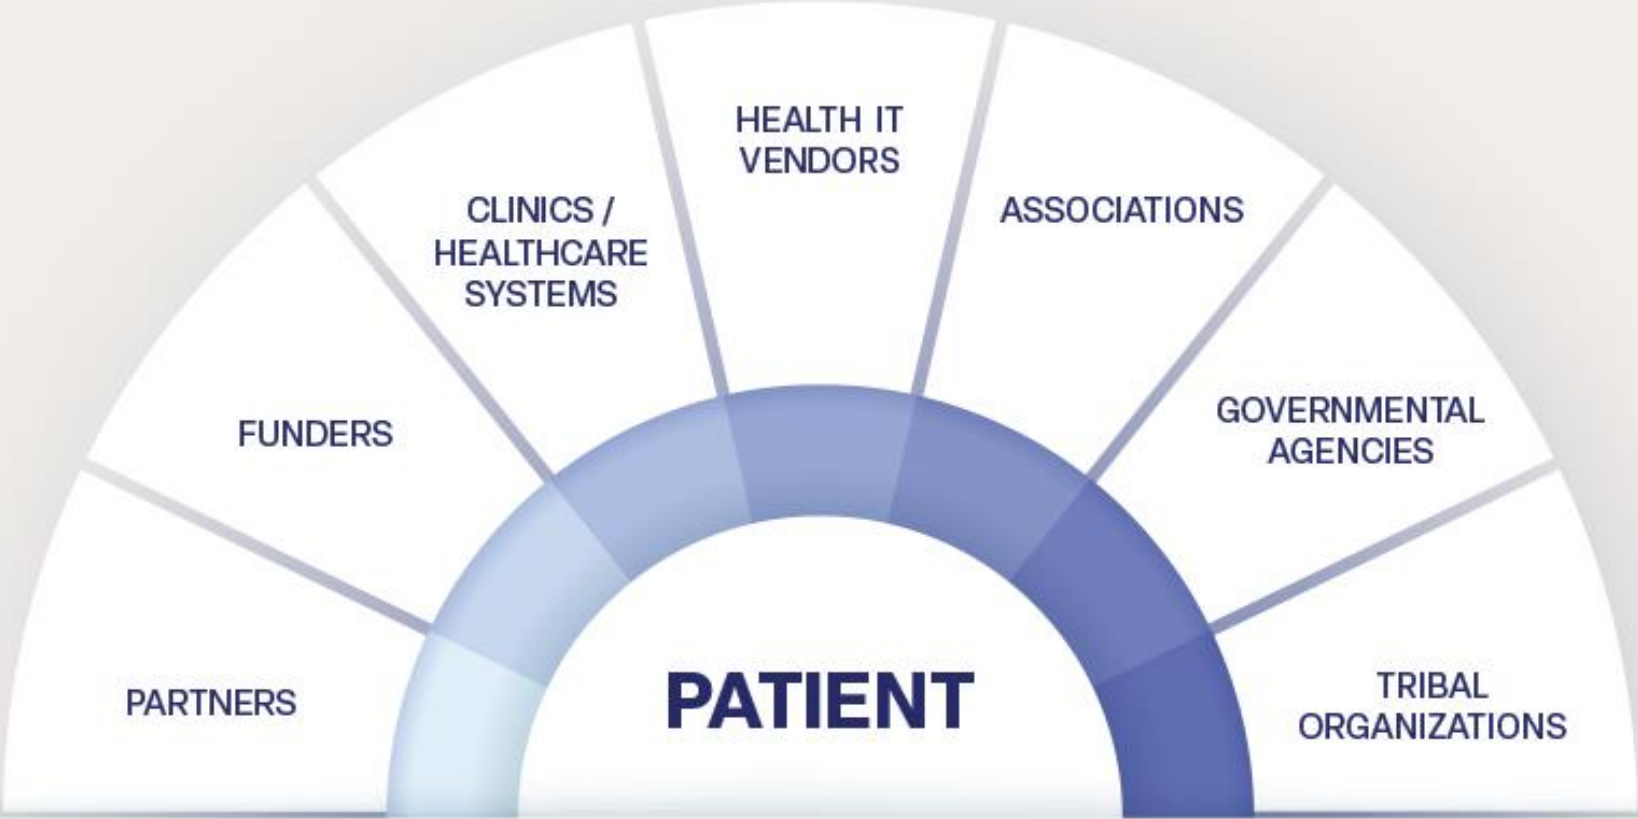 HEALTH IT
VENDORS
CLINICS /
HEALTHCARE
SYSTEMS
ASSOCIATIONS
FUNDERS
GOVERNMENTAL
AGENCIES
PARTNERS
PATIENT
TRIBAL
ORGANIZATIONS